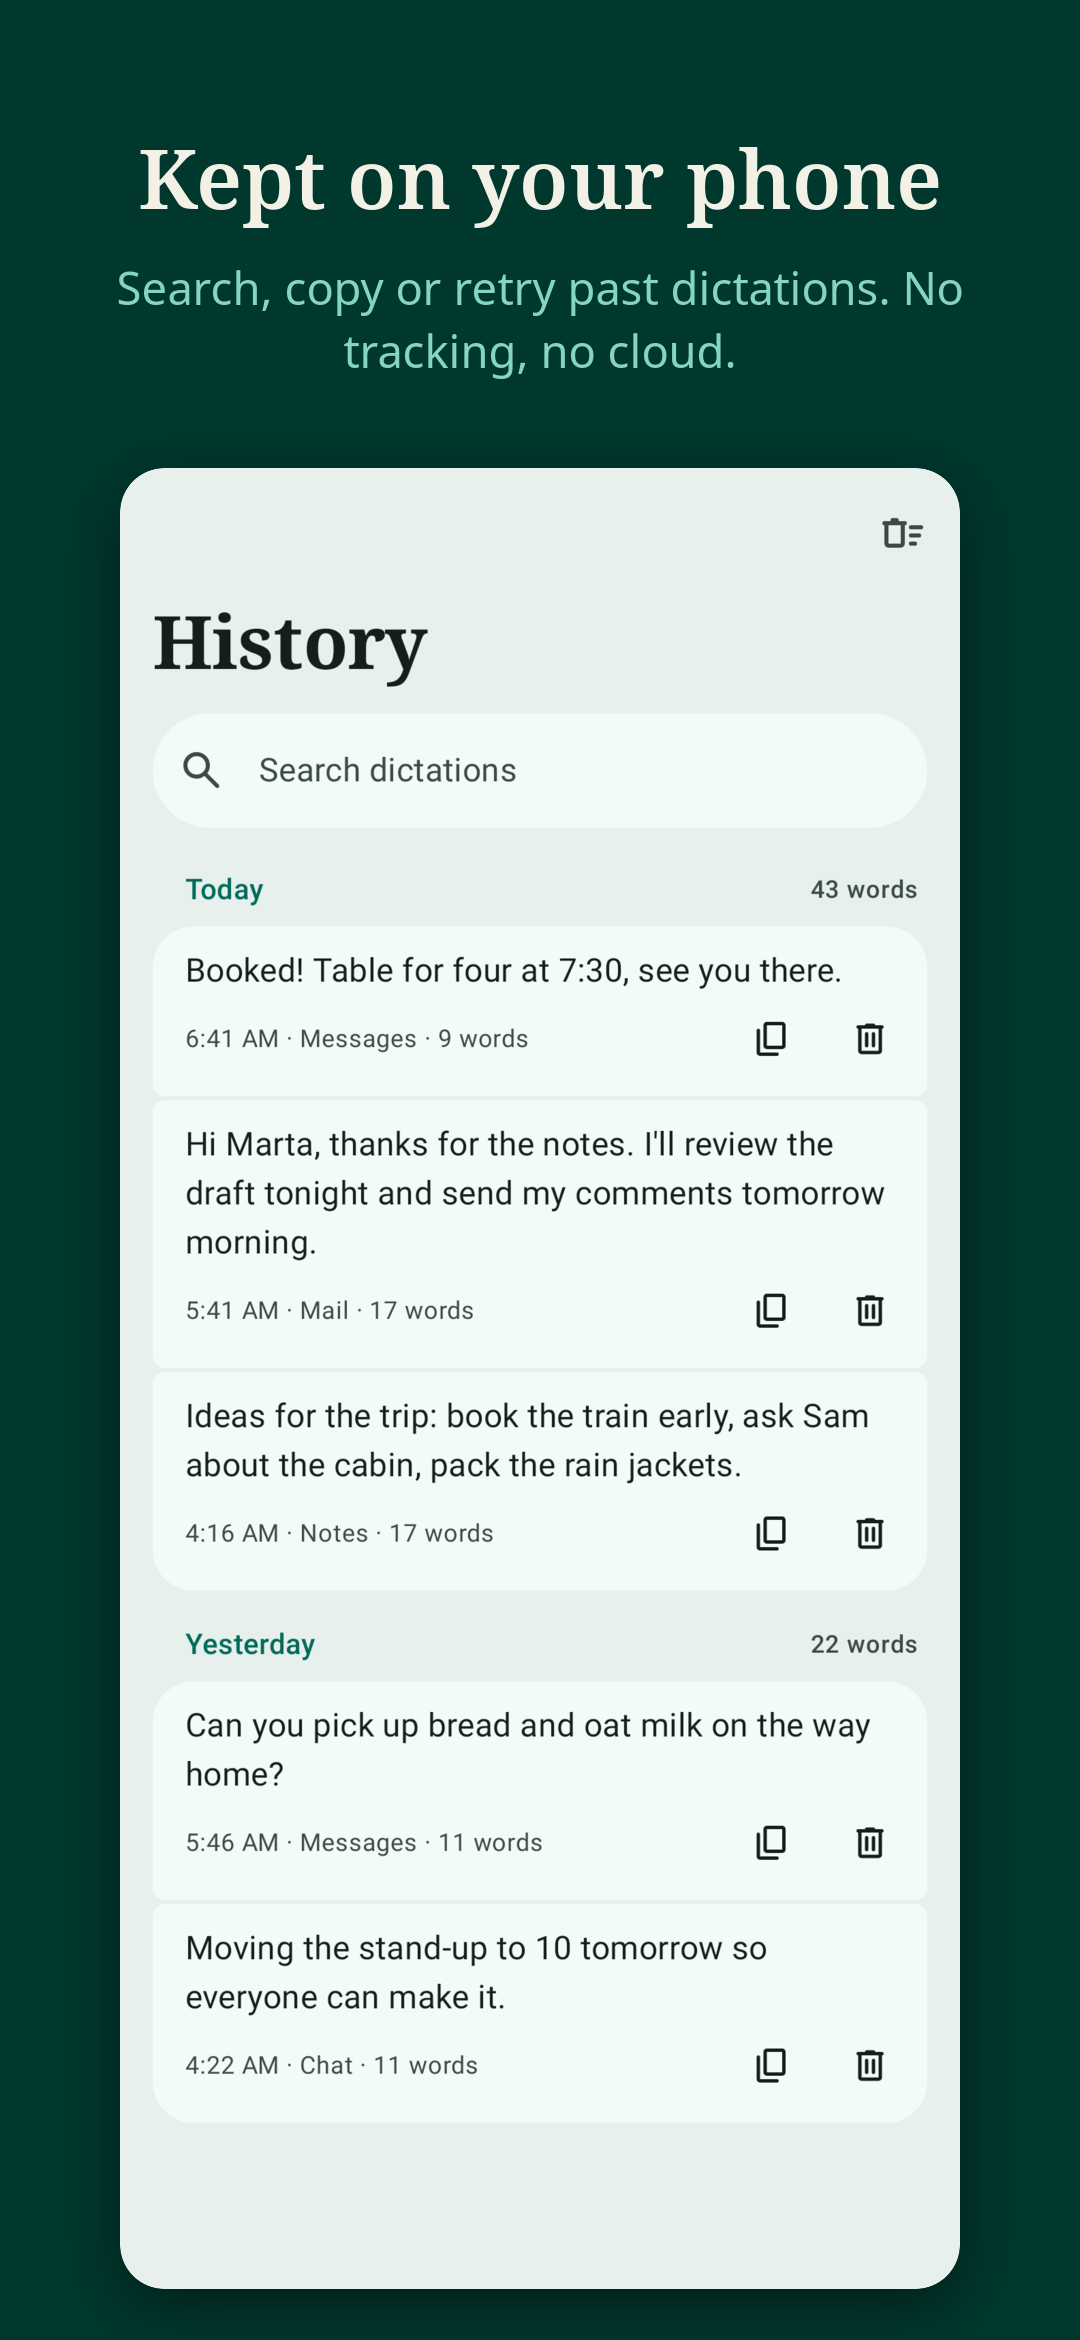 Kept on your phone
Search, copy or retry past dictations. No
tracking, no cloud.
History
Search dictations
Today
43 words
Booked! Table for four at 7:30, see you there.
6:41 AM · Messages · 9 words
Hi Marta, thanks for the notes. I'll review the
draft tonight and send my comments tomorrow
morning.
5:41 AM · Mail · 17 words
Ideas for the trip: book the train early, ask Sam
about the cabin, pack the rain jackets.
4:16 AM · Notes · 17 words
Yesterday
22 words
Can you pick up bread and oat milk on the way
home?
5:46 AM · Messages · 11 words
Moving the stand-up to 10 tomorrow so
everyone can make it.
4:22 AM · Chat · 11 words